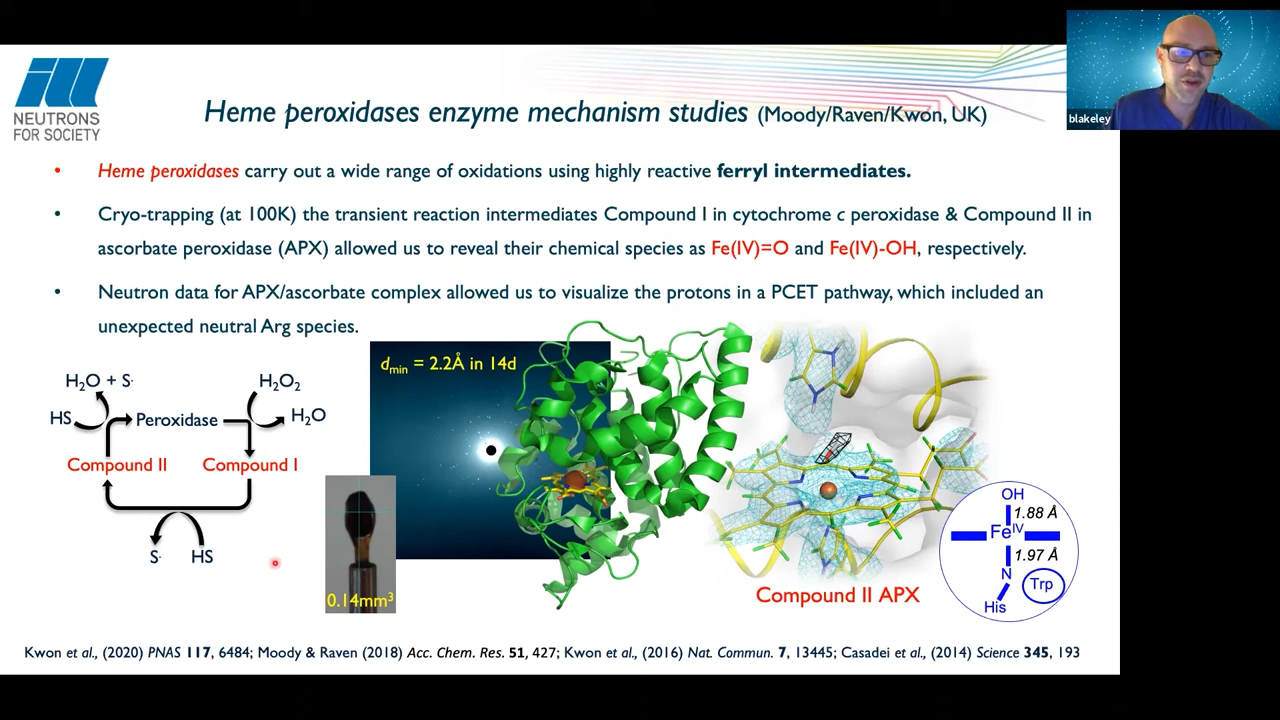 NEUTRONS
FOR SOCIETY
blakeley
Heme peroxidases enzyme mechanism studies (Moody/Raven/Kwon, UK)
• Heme peroxidases carry out a wide range of oxidations using highly reactive ferryl intermediates.
• Cryo-trapping (at 100K) the transient reaction intermediates Compound I in cytochrome c peroxidase & Compound II in
ascorbate peroxidase (APX) allowed us to reveal their chemical species as Fe(IV)=O and Fe(IV)-OH, respectively.
• Neutron data for APX/ascorbate complex allowed us to visualize the protons in a PCET pathway, which included an
unexpected neutral Arg species.
H₂O + S·
H₂O₂
HS
Peroxidase
H₂O
Compound II
Compound I
S·
HS
dmin = 2.2Å in 14d
0.14mm³
Compound II APX
OH
1.88 Å
Fe^IV
1.97 Å
N
Trp
His
Kwon et al., (2020) PNAS 117, 6484; Moody & Raven (2018) Acc. Chem. Res. 51, 427; Kwon et al., (2016) Nat. Commun. 7, 13445; Casadei et al., (2014) Science 345, 193